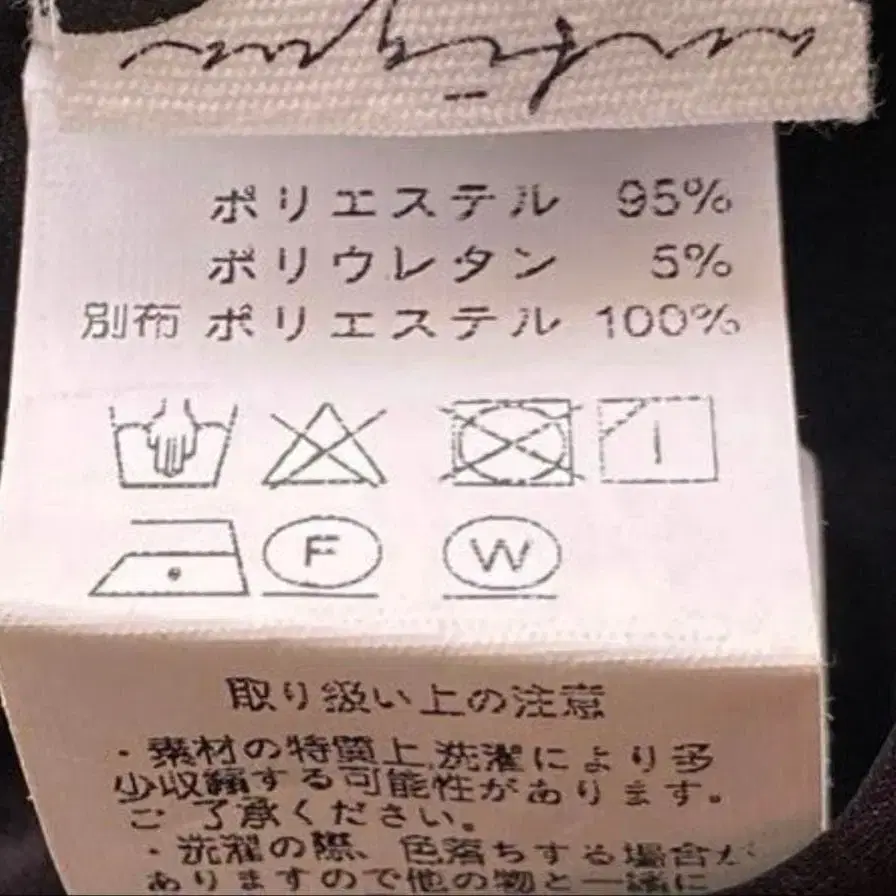 ポリエステル 95%
ポリウレタン 5%
別布 ポリエステル 100%
F W
取り扱い上の注意
・素材の特質上、洗濯により多
少収縮する可能性があります。
ご了承ください。
・洗濯の際、色落ちする場合が
ありますので他の物と一緒に